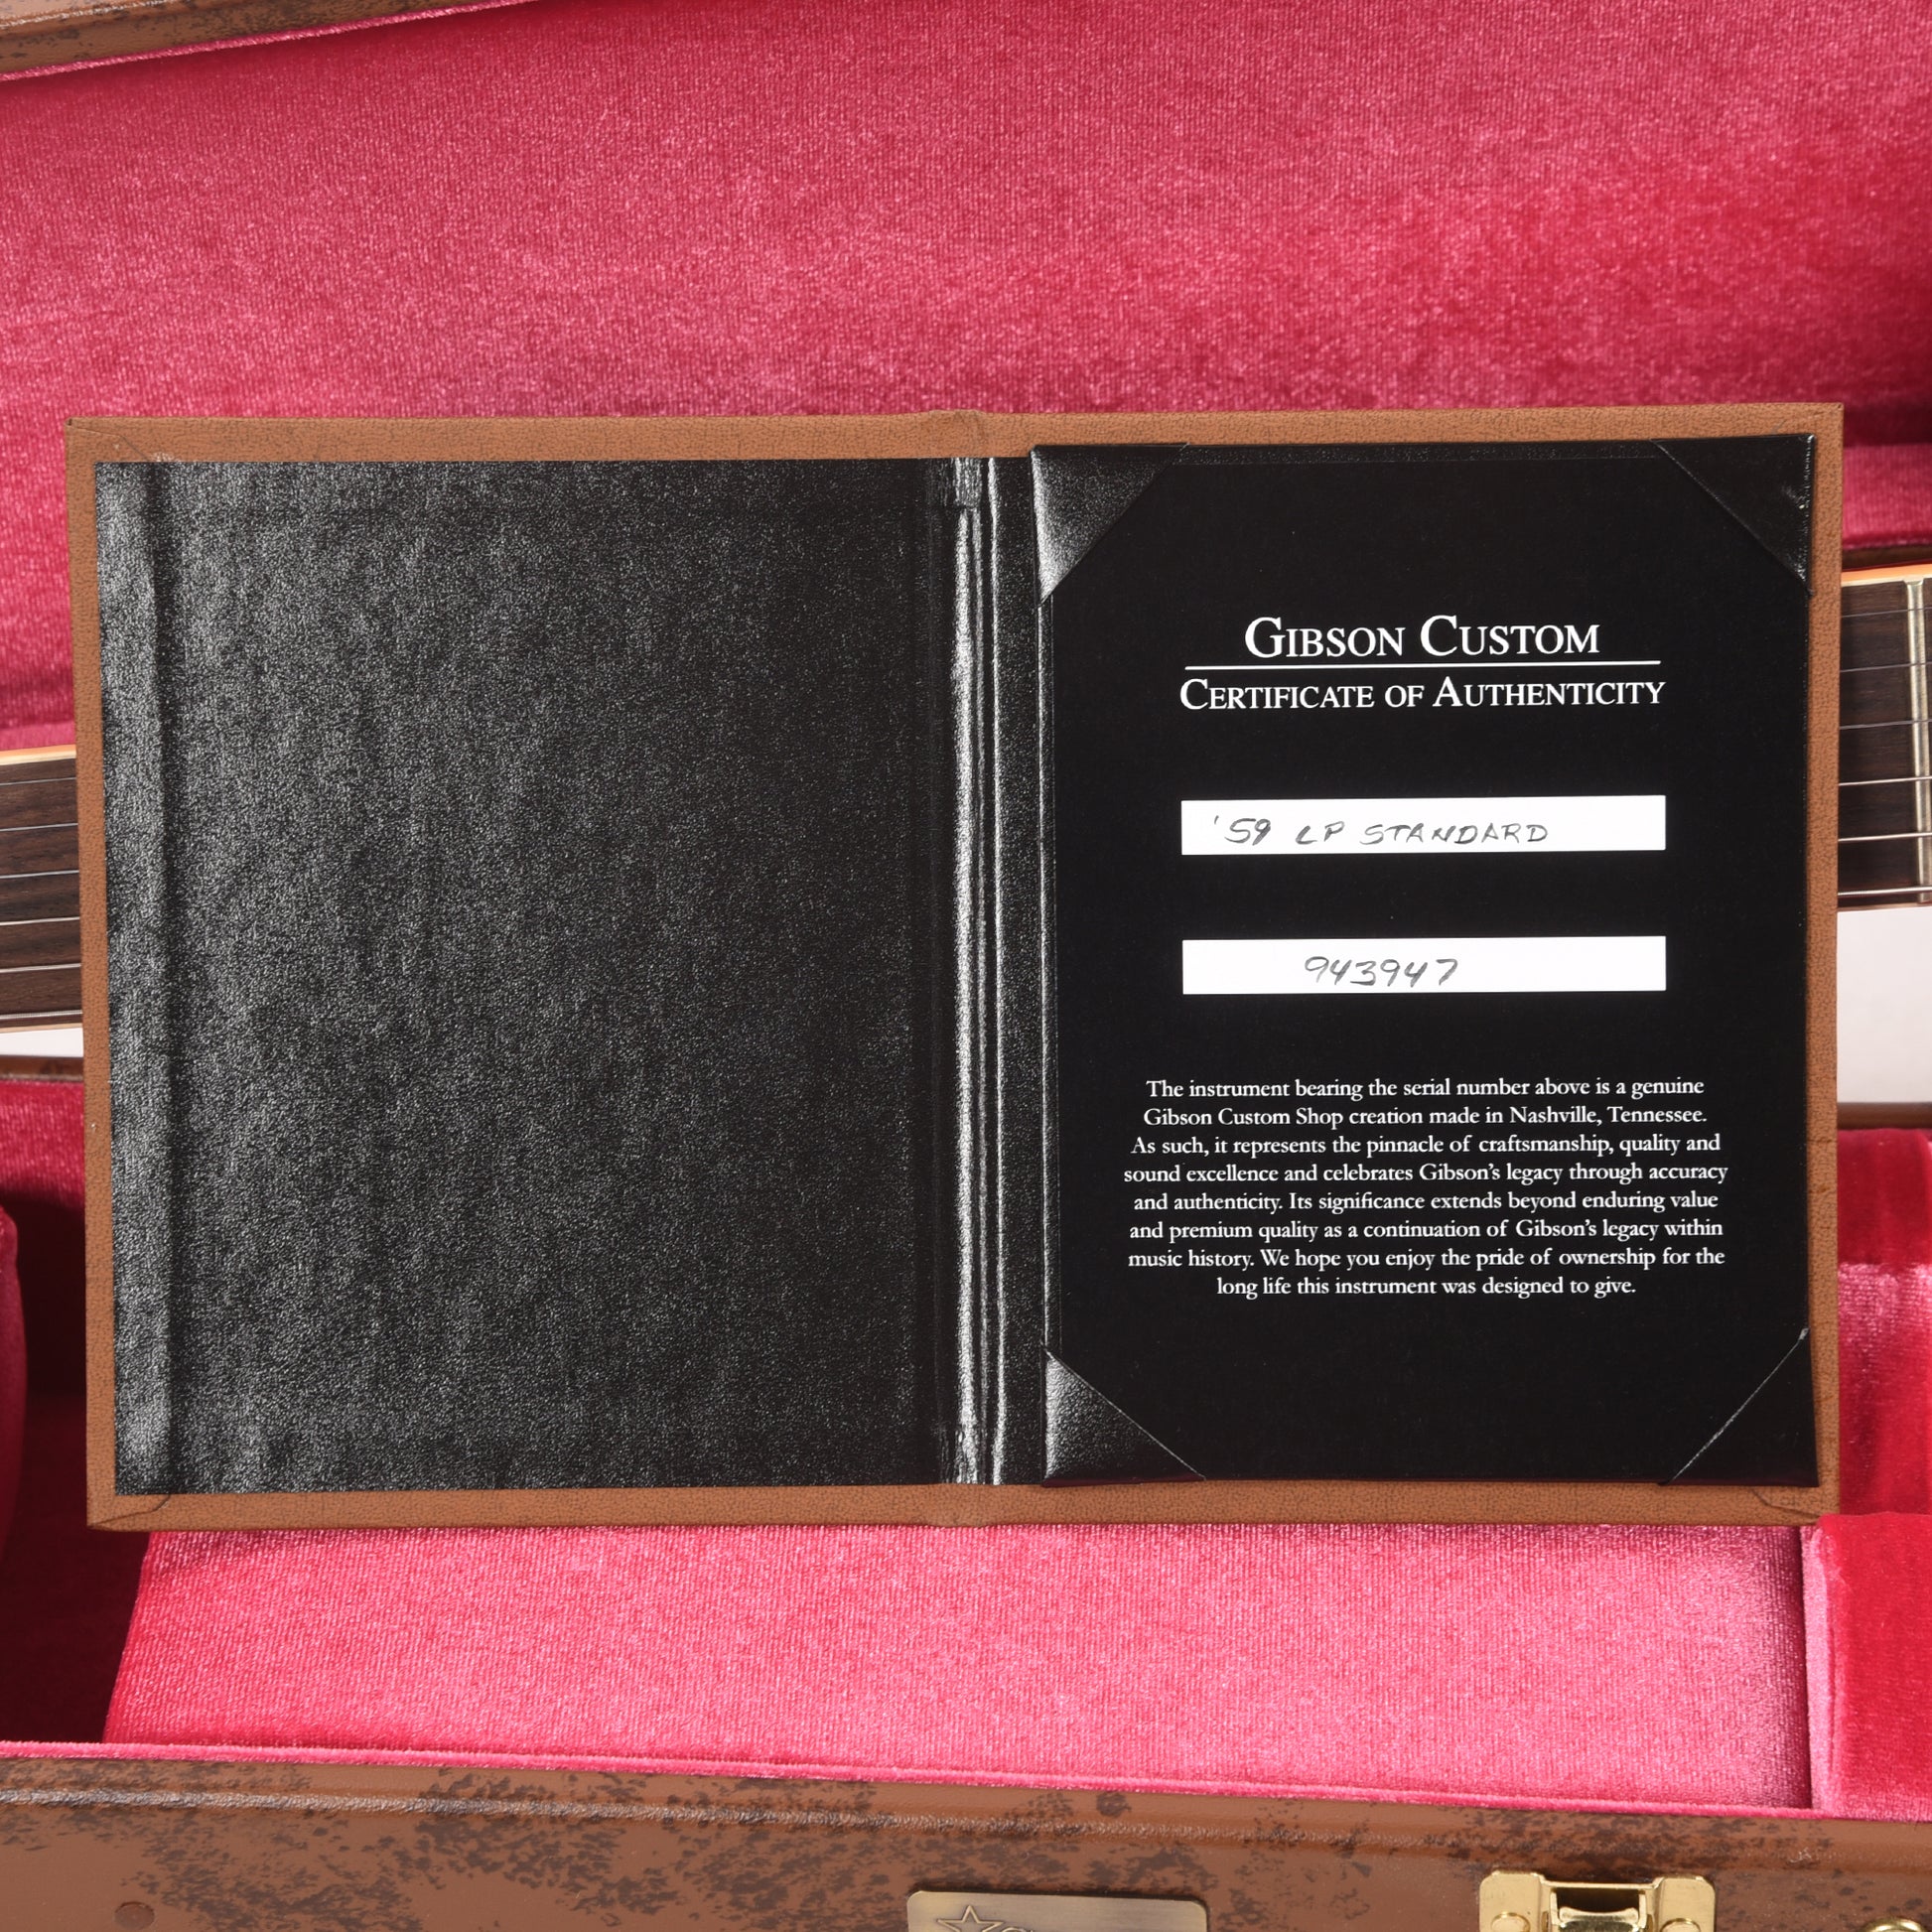 GIBSON CUSTOM
CERTIFICATE OF AUTHENTICITY
'59 LP STANDARD
943947
The instrument bearing the serial number above is a genuine
Gibson Custom Shop creation made in Nashville, Tennessee.
As such, it represents the pinnacle of craftsmanship, quality and
sound excellence and celebrates Gibson’s legacy through accuracy
and authenticity. Its significance extends beyond enduring value
and premium quality as a continuation of Gibson’s legacy within
music history. We hope you enjoy the pride of ownership for the
long life this instrument was designed to give.